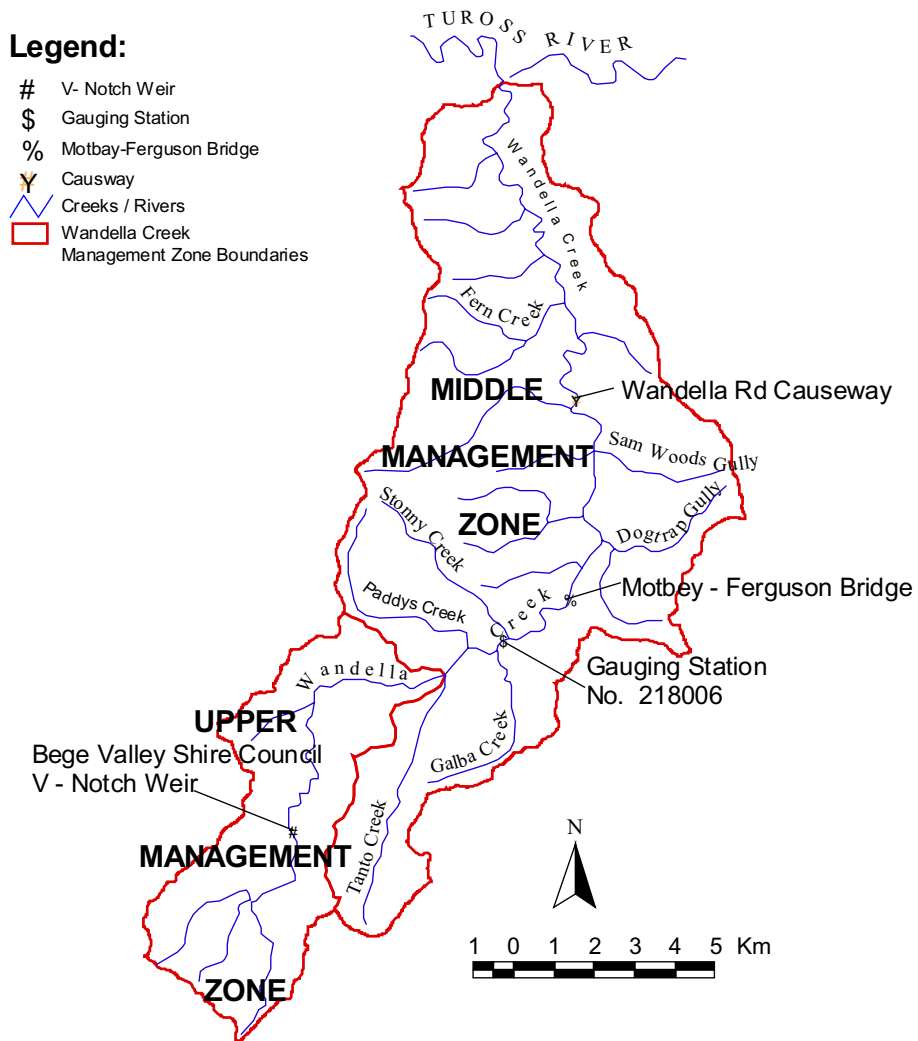 TUROSS RIVER
Legend:
# V- Notch Weir
$ Gauging Station
% Motbay-Ferguson Bridge
Causway
Creeks / Rivers
Wandella Creek
Management Zone Boundaries
Wandella Creek
Fern Creek
MIDDLE
Wandella Rd Causeway
MANAGEMENT
Sam Woods Gully
Stonny Creek
ZONE
Dogtrap Gully
Paddys Creek
Motbey - Ferguson Bridge
Creek
Wandella
Gauging Station
No. 218006
UPPER
Galba Creek
Bege Valley Shire Council
V - Notch Weir
MANAGEMENT
Tanto Creek
N
1 0 1 2 3 4 5 Km
ZONE